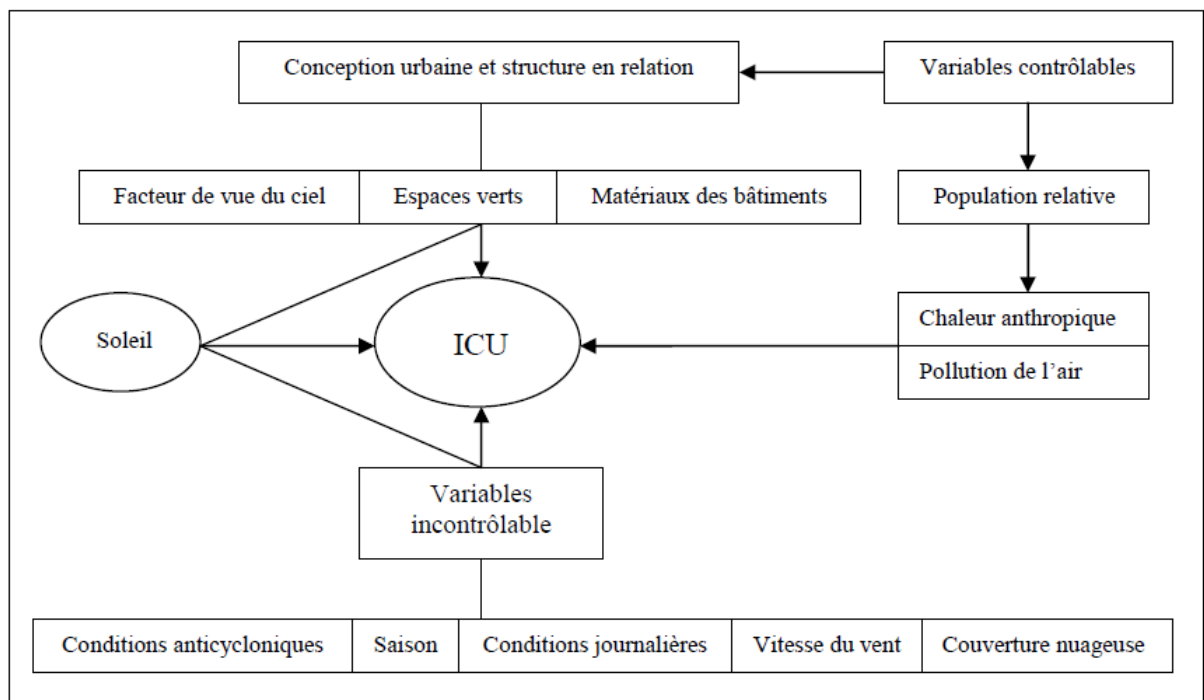 Conception urbaine et structure en relation
Variables contrôlables
Facteur de vue du ciel
Espaces verts
Matériaux des bâtiments
Population relative
Soleil
ICU
Chaleur anthropique
Pollution de l’air
Variables
incontrôlable
Conditions anticycloniques
Saison
Conditions journalières
Vitesse du vent
Couverture nuageuse